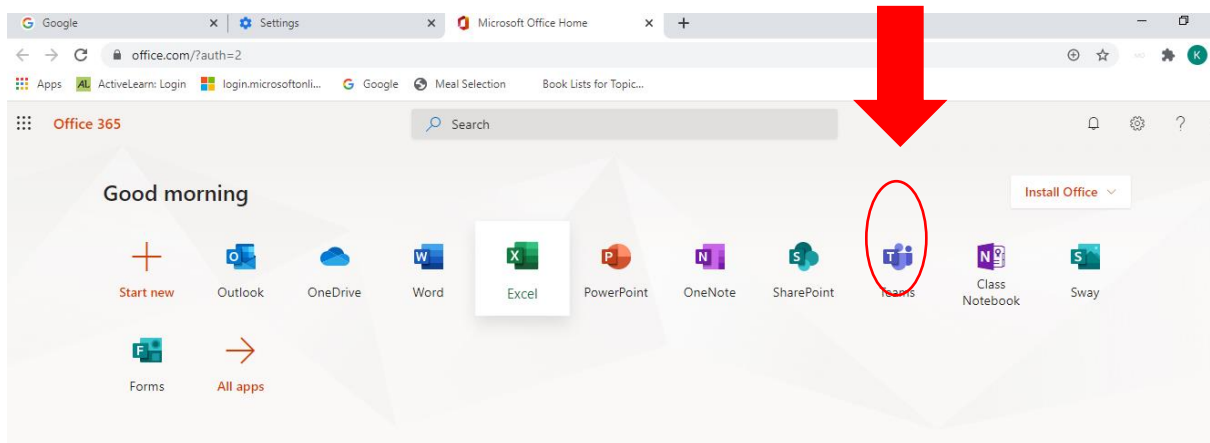 Google Settings Microsoft Office Home
office.com/?auth=2 K
Apps AL ActiveLearn: Login login.microsoftonli... Google Meal Selection Book Lists for Topic...
Office 365 Search ?
Good morning Install Office
Start new Outlook OneDrive Word Excel PowerPoint OneNote SharePoint Teams Class Notebook Sway
Forms All apps